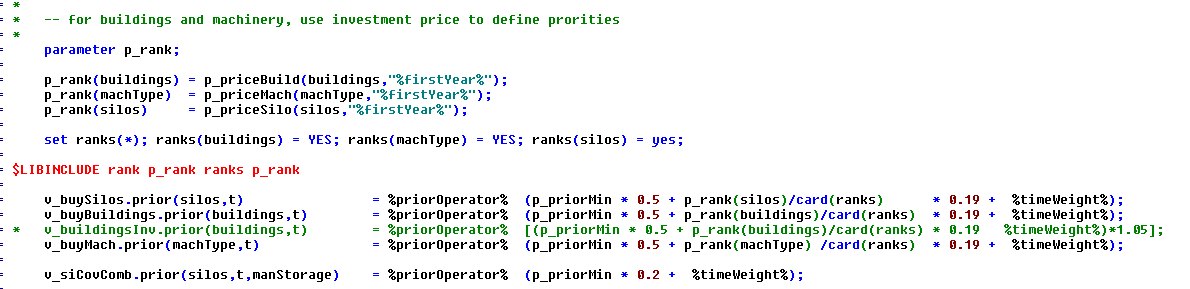 = *
= *   -- for buildings and machinery, use investment price to define prorities
= *
=     parameter p_rank;
=
=     p_rank(buildings) = p_priceBuild(buildings,"%firstYear%");
=     p_rank(machType)  = p_priceMach(machType,"%firstYear%");
=     p_rank(silos)     = p_priceSilo(silos,"%firstYear%");
=
=     set ranks(*); ranks(buildings) = YES; ranks(machType) = YES; ranks(silos) = yes;
=
= $LIBINCLUDE rank p_rank ranks p_rank
=
=     v_buySilos.prior(silos,t)                = %priorOperator%  (p_priorMin * 0.5 + p_rank(silos)/card(ranks)      * 0.19 +  %timeWeight%);
=     v_buyBuildings.prior(buildings,t)        = %priorOperator%  (p_priorMin * 0.5 + p_rank(buildings)/card(ranks)  * 0.19 +  %timeWeight%);
= *   v_buildingsInv.prior(buildings,t)        = %priorOperator%  [(p_priorMin * 0.5 + p_rank(buildings)/card(ranks) * 0.19   %timeWeight%)*1.05];
=     v_buyMach.prior(machType,t)              = %priorOperator%  (p_priorMin * 0.5 + p_rank(machType) /card(ranks)  * 0.19 +  %timeWeight%);
=
=     v_siCovComb.prior(silos,t,manStorage)    = %priorOperator%  (p_priorMin * 0.2 +  %timeWeight%);